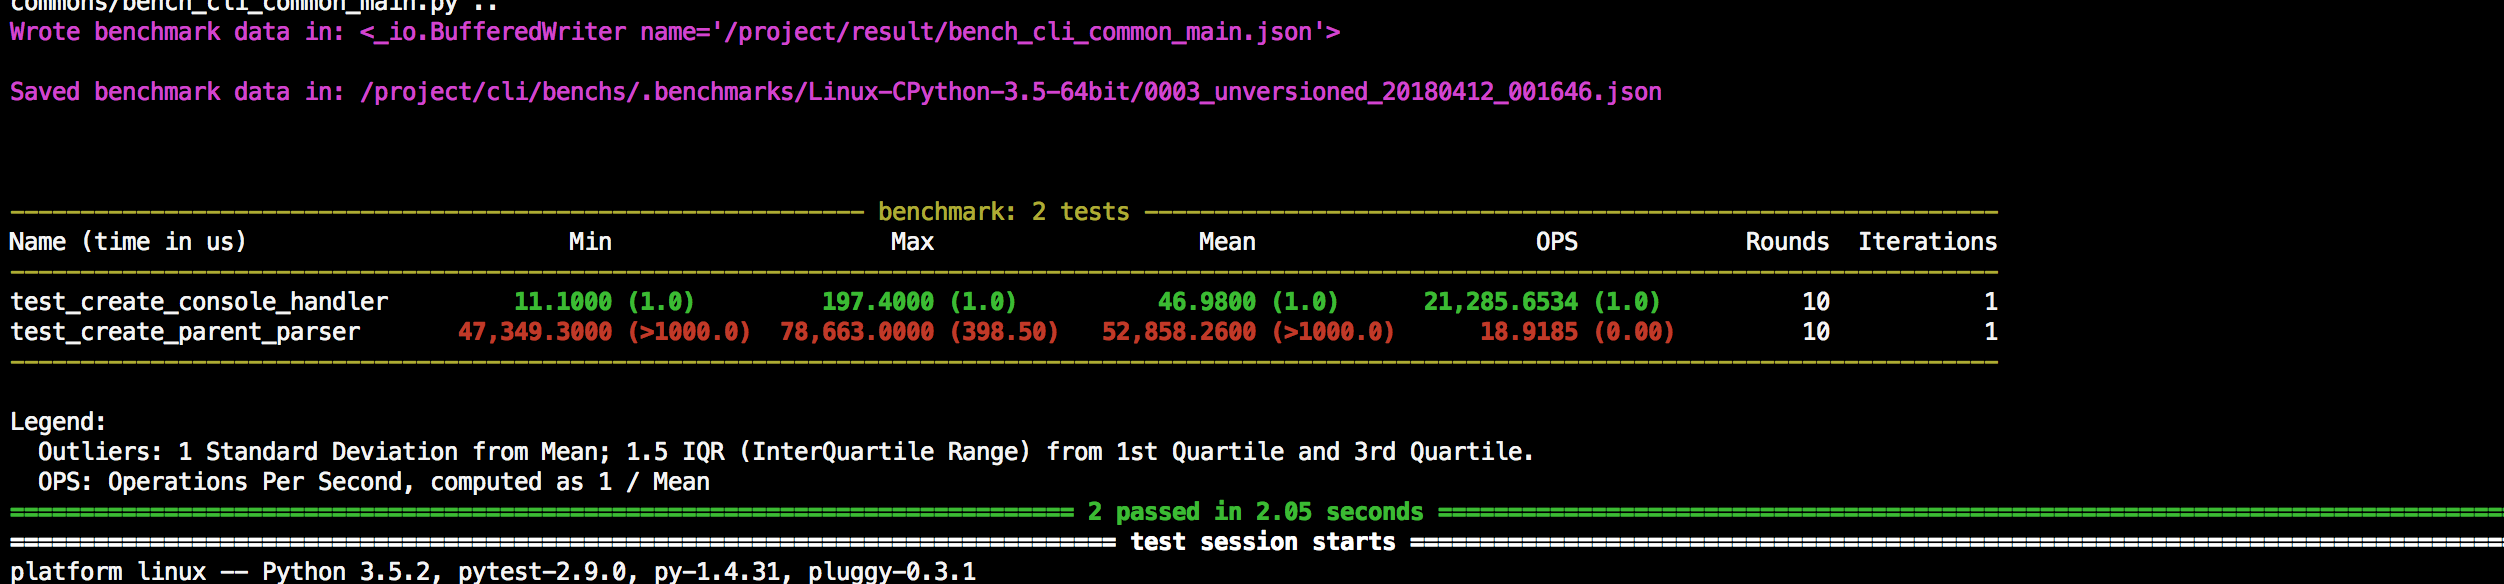 commons/bench_cli_common_main.py ..
Wrote benchmark data in: <_io.BufferedWriter name='/project/result/bench_cli_common_main.json'>
Saved benchmark data in: /project/cli/benchs/.benchmarks/Linux-CPython-3.5-64bit/0003_unversioned_20180412_001646.json
benchmark: 2 tests
Name (time in us) Min Max Mean OPS Rounds Iterations
test_create_console_handler 11.1000 (1.0) 197.4000 (1.0) 46.9800 (1.0) 21,285.6534 (1.0) 10 1
test_create_parent_parser 47,349.3000 (>1000.0) 78,663.0000 (398.50) 52,858.2600 (>1000.0) 18.9185 (0.00) 10 1
Legend:
Outliers: 1 Standard Deviation from Mean; 1.5 IQR (InterQuartile Range) from 1st Quartile and 3rd Quartile.
OPS: Operations Per Second, computed as 1 / Mean
2 passed in 2.05 seconds
test session starts
platform linux -- Python 3.5.2, pytest-2.9.0, py-1.4.31, pluggy-0.3.1